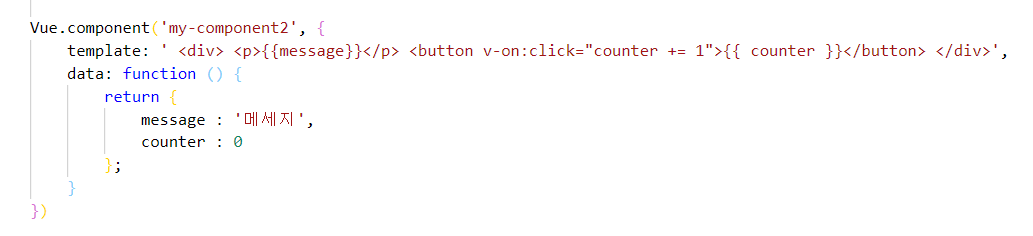 Vue.component('my-component2', {
    template: ' <div> <p>{{message}}</p> <button v-on:click="counter += 1">{{ counter }}</button> </div>',
    data: function () {
        return {
            message : '메세지',
            counter : 0
        };
    }
})